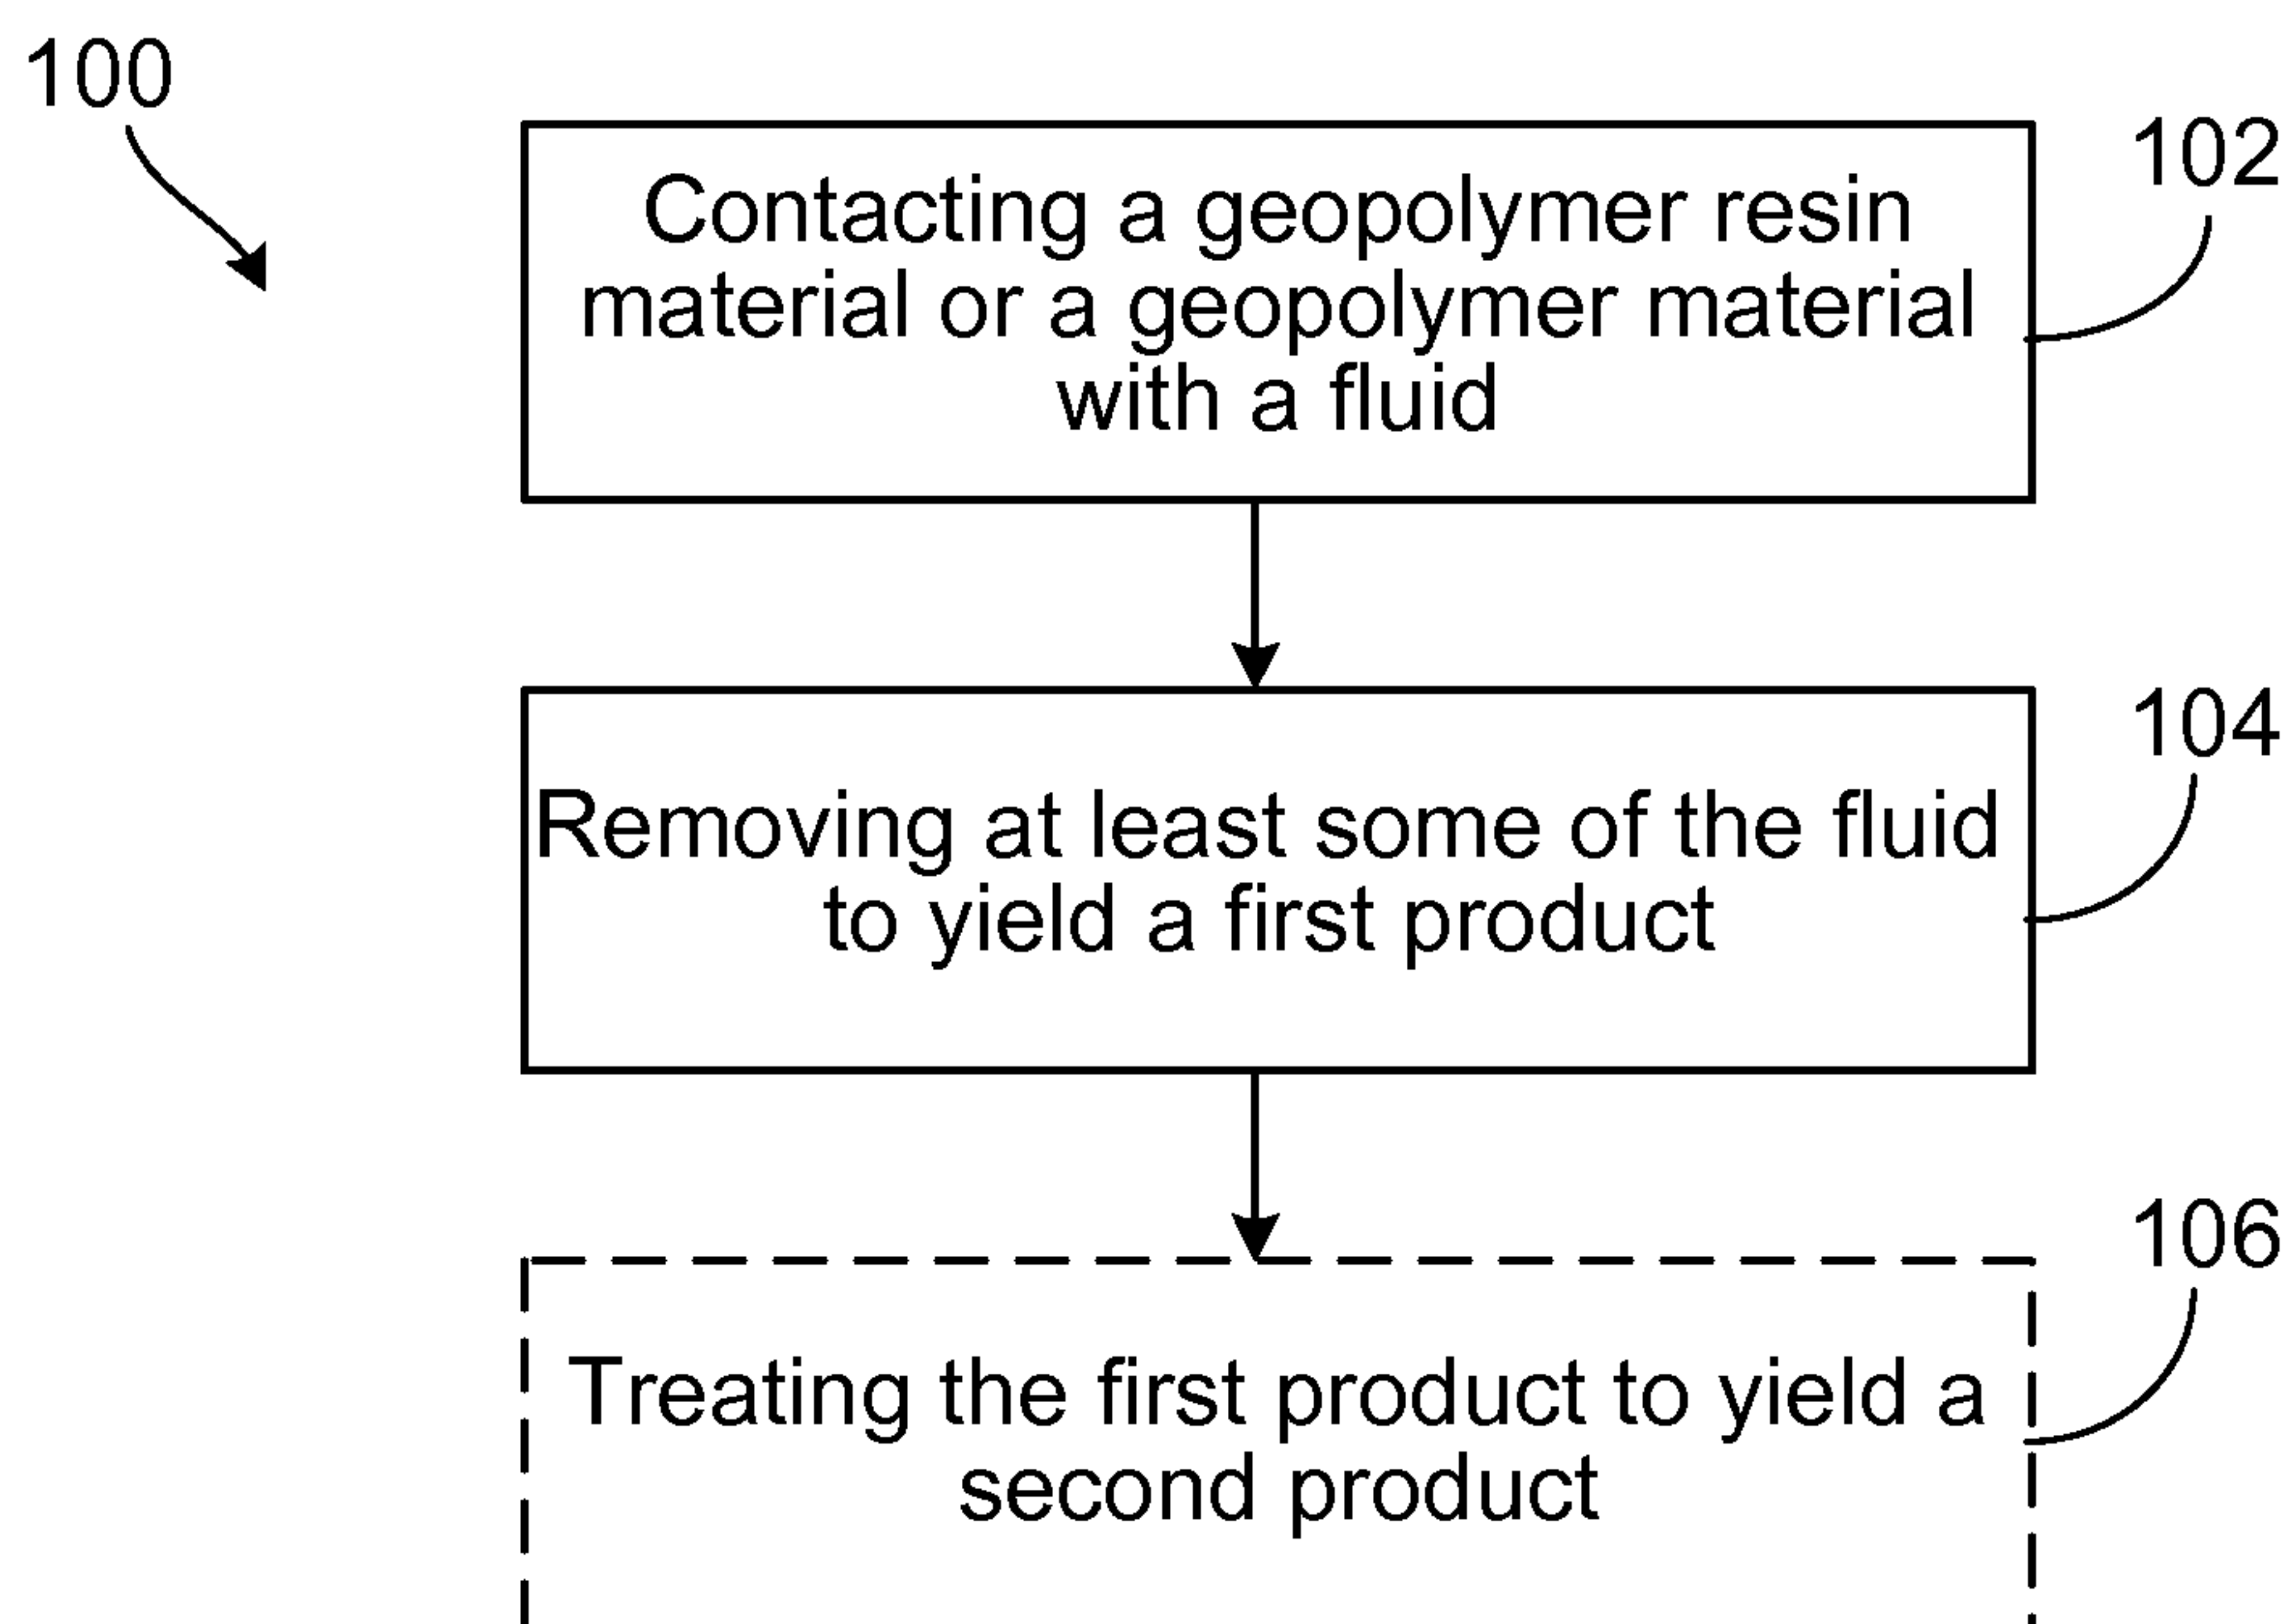 100
102
Contacting a geopolymer resin
material or a geopolymer material
with a fluid
104
Removing at least some of the fluid
to yield a first product
106
Treating the first product to yield a
second product